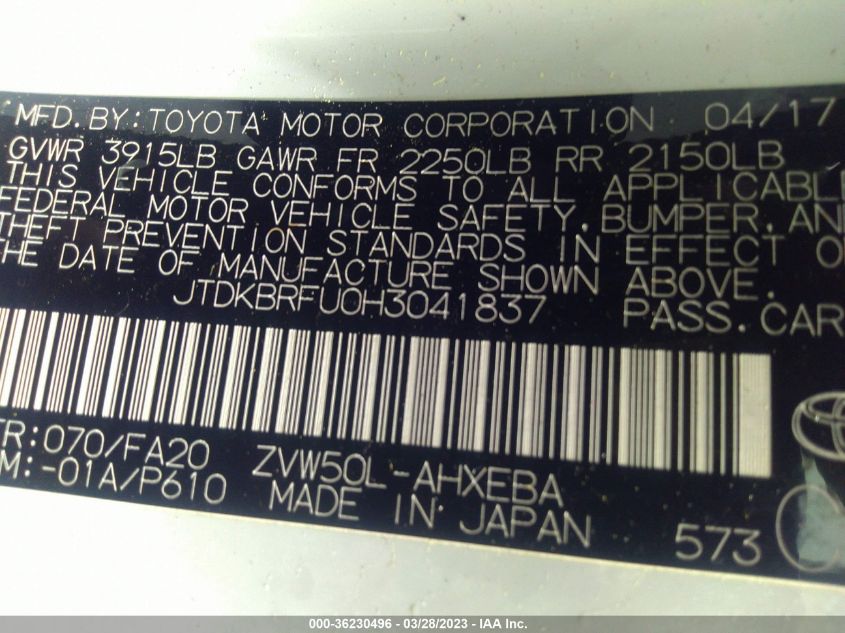 MFD. BY: TOYOTA MOTOR CORPORATION 04/17
GVWR 3915LB GAWR FR 2250LB RR 2150LB
THIS VEHICLE CONFORMS TO ALL APPLICABLE
FEDERAL MOTOR VEHICLE SAFETY, BUMPER, AN
THEFT PREVENTION STANDARDS IN EFFECT O
THE DATE OF MANUFACTURE SHOWN ABOVE.
JTDKBRFU0H3041837 PASS. CAR
TR:070/FA20 ZVW50L-AHXEBA
M:-01A/P610 MADE IN JAPAN 573
000-36230496 - 03/28/2023 - IAA Inc.